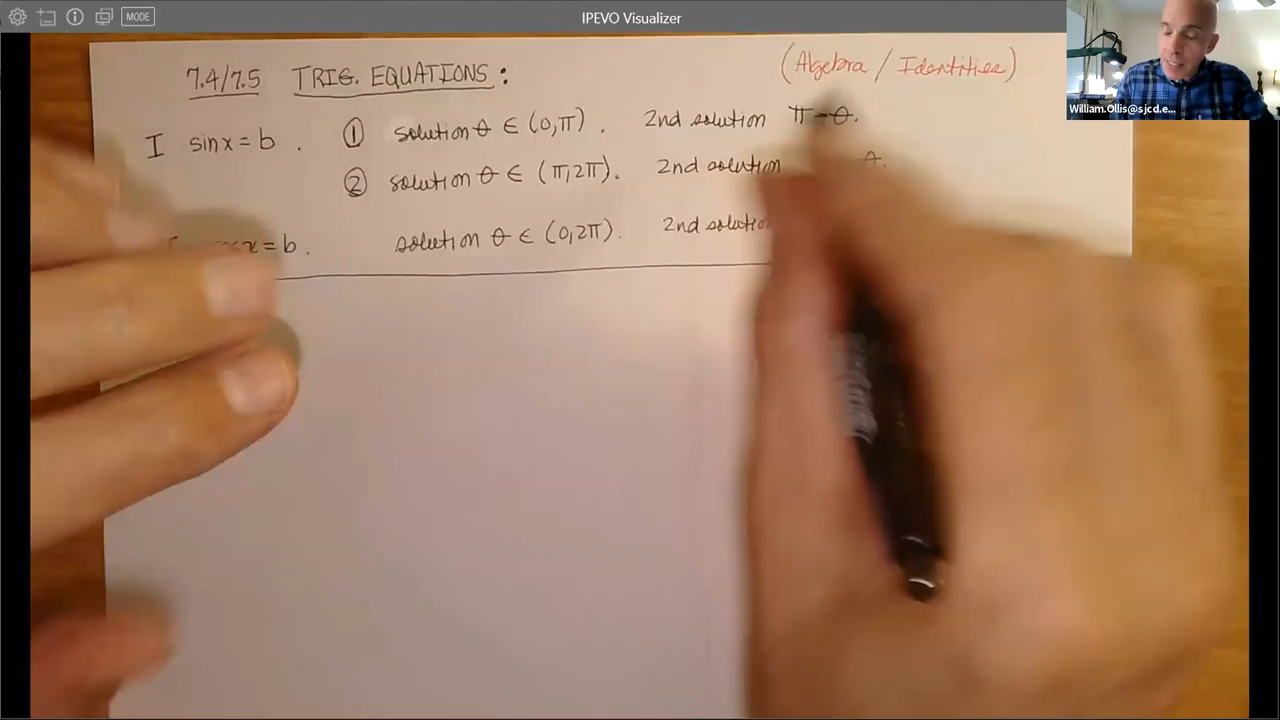 MODE
IPEVO Visualizer
William.Ollis@sjcd.e...
7.4/7.5 TRIG. EQUATIONS: (Algebra / Identities)
I sinx = b. ① solution θ ∈ (0,π). 2nd solution π-θ.
② solution θ ∈ (π,2π). 2nd solution θ.
x = b. solution θ ∈ (0,2π). 2nd solution